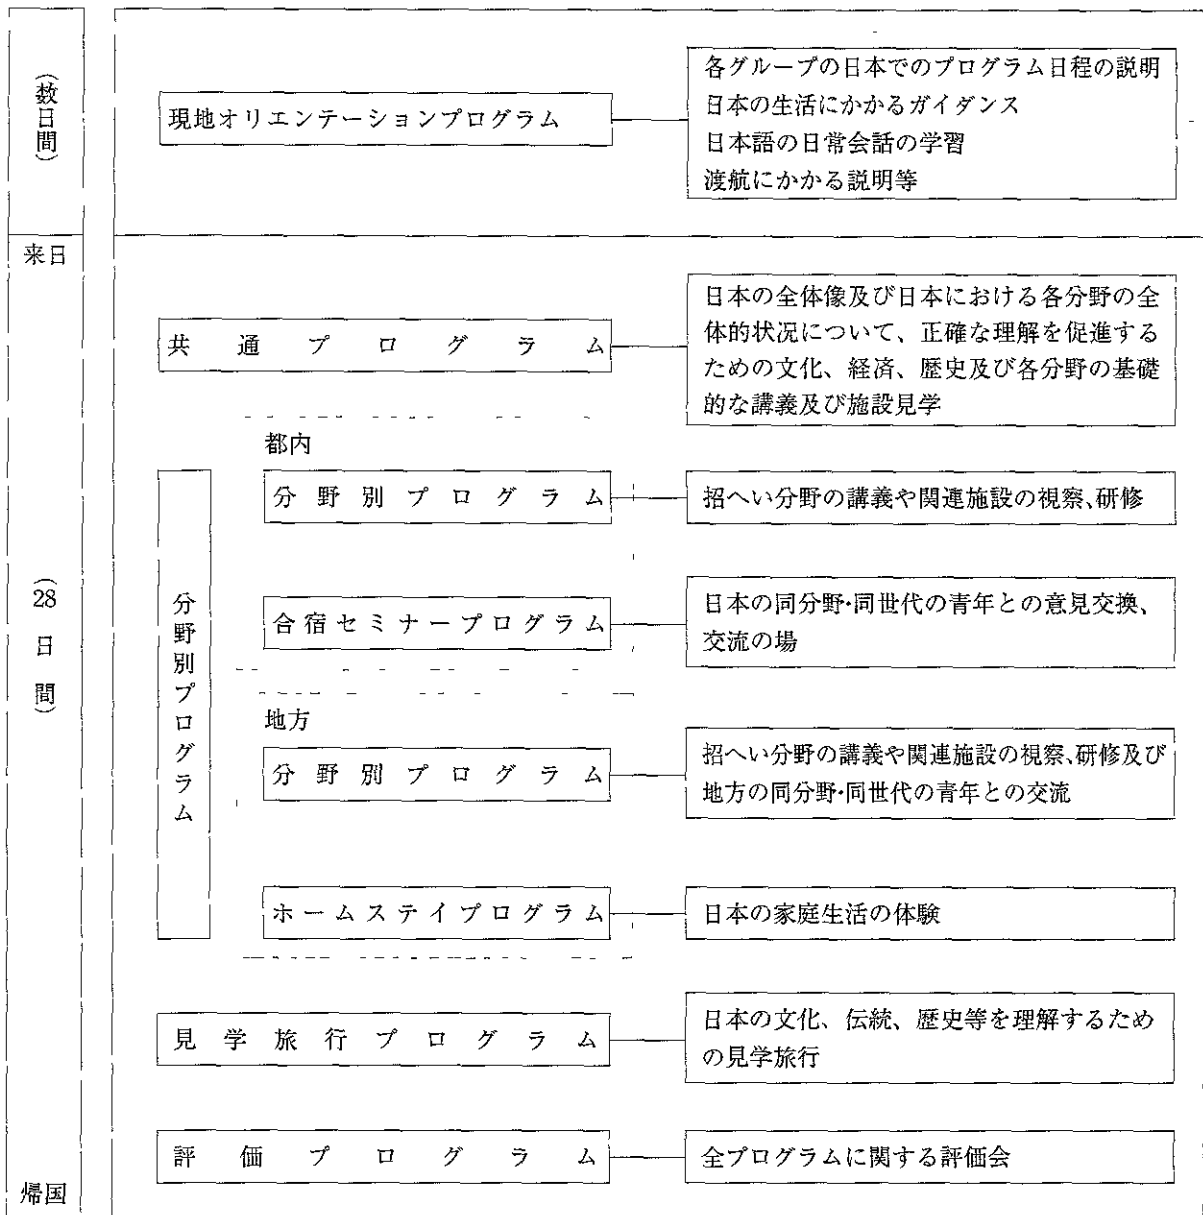 (数日間)
現地オリエンテーションプログラム
各グループの日本でのプログラム日程の説明
日本の生活にかかるガイダンス
日本語の日常会話の学習
渡航にかかる説明等
来日
(28日間)
共通プログラム
日本の全体像及び日本における各分野の全
体的状況について、正確な理解を促進する
ための文化、経済、歴史及び各分野の基礎
的な講義及び施設見学
分野別プログラム
都内
分野別プログラム
招へい分野の講義や関連施設の視察、研修
合宿セミナープログラム
日本の同分野・同世代の青年との意見交換、
交流の場
地方
分野別プログラム
招へい分野の講義や関連施設の視察、研修及び
地方の同分野・同世代の青年との交流
ホームステイプログラム
日本の家庭生活の体験
見学旅行プログラム
日本の文化、伝統、歴史等を理解するため
の見学旅行
評価プログラム
全プログラムに関する評価会
帰国